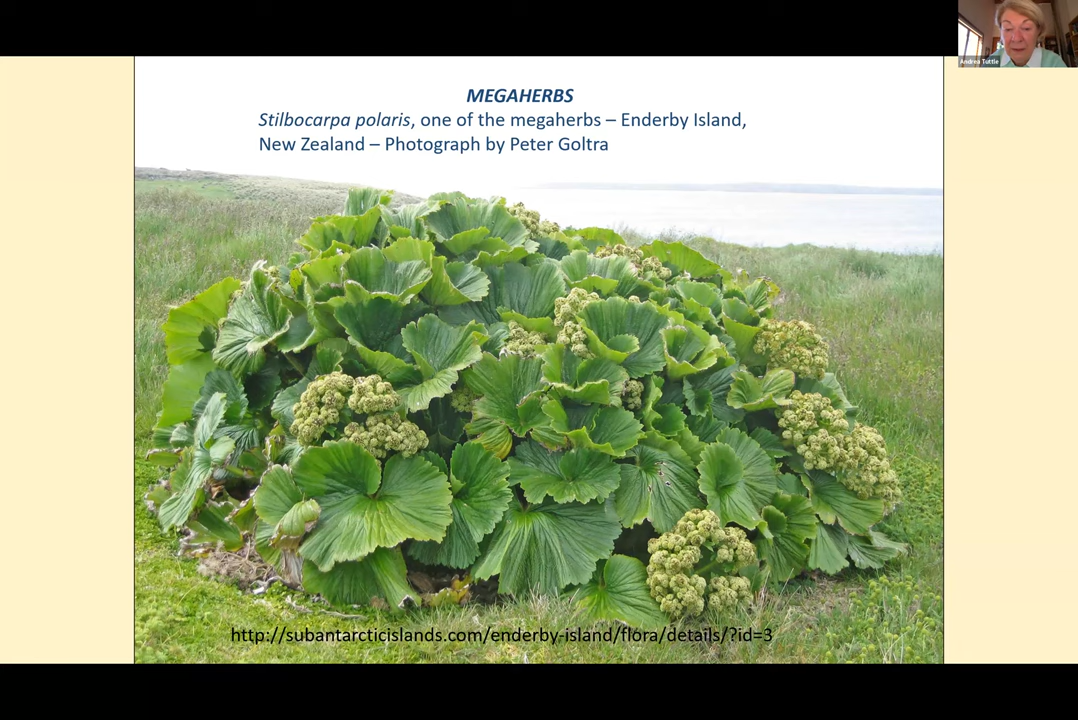 Andrea Tuttle
MEGAHERBS
Stilbocarpa polaris, one of the megaherbs – Enderby Island,
New Zealand – Photograph by Peter Goltra
http://subantarcticislands.com/enderby-island/flora/details/?id=3